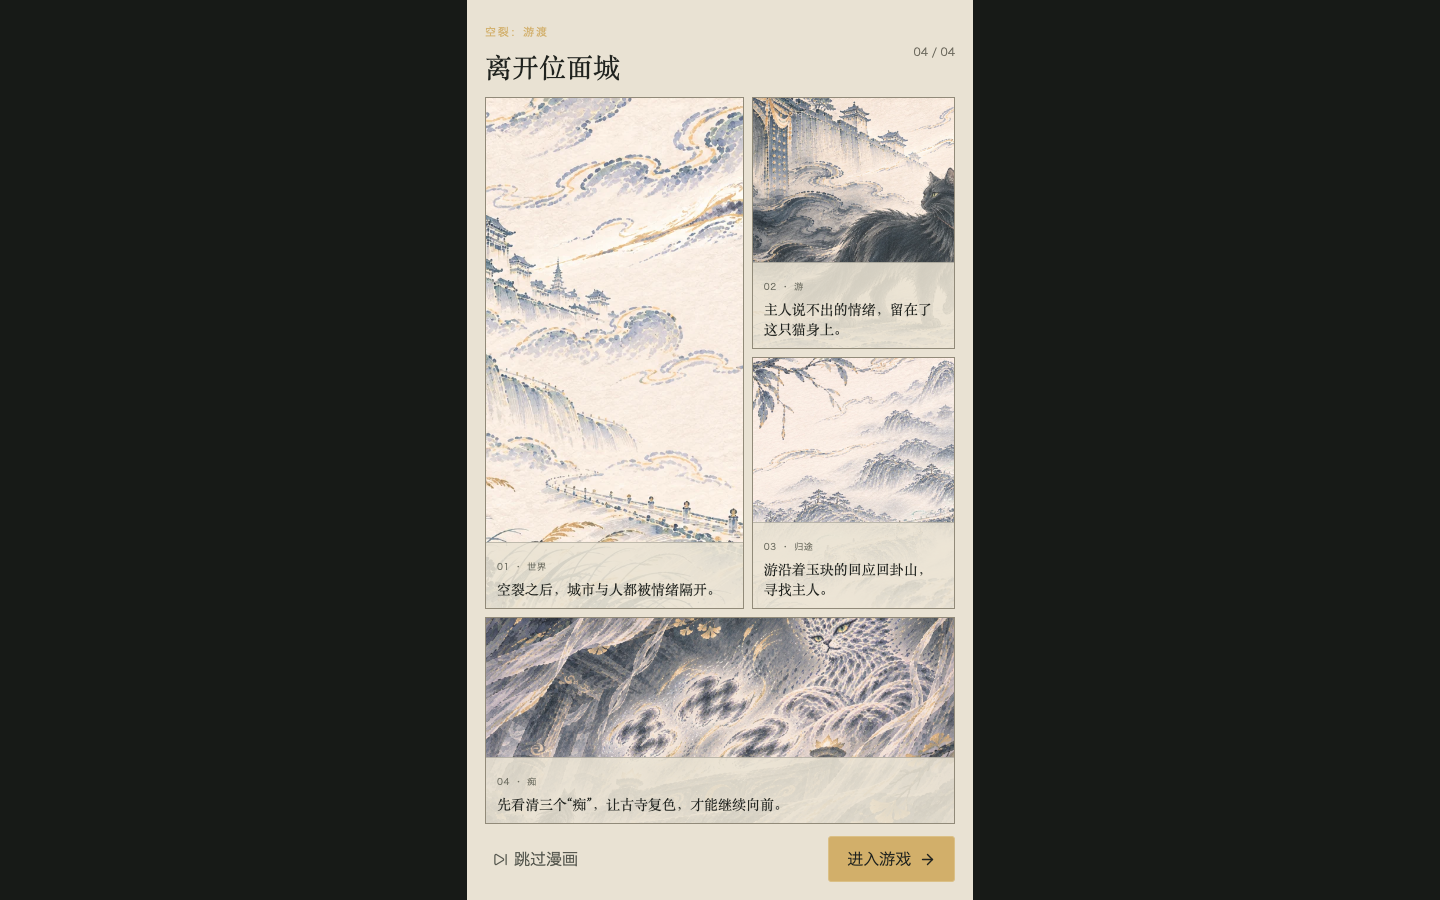 空裂：游渡
离开位面城
04 / 04
01 · 世界
空裂之后，城市与人都被情绪隔开。
02 · 游
主人说不出的情绪，留在了
这只猫身上。
03 · 归途
游沿着玉玦的回应回卦山，
寻找主人。
04 · 痴
先看清三个“痴”，让古寺复色，才能继续向前。
跳过漫画
进入游戏